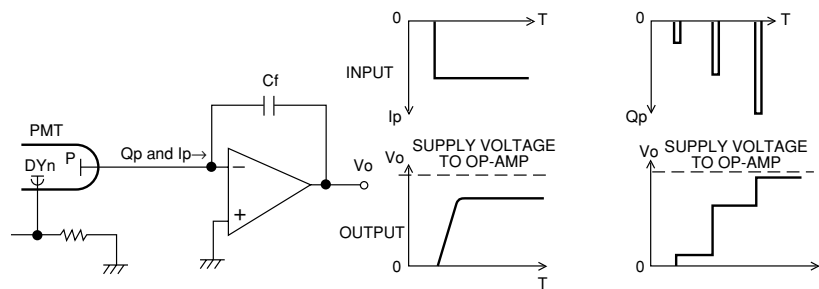 Cf
PMT
DYn
P
Qp and Ip→
−
+
Vo
0
T
INPUT
Ip
SUPPLY VOLTAGE
TO OP-AMP
Vo
OUTPUT
0
T
0
T
Qp
SUPPLY VOLTAGE
TO OP-AMP
Vo
0